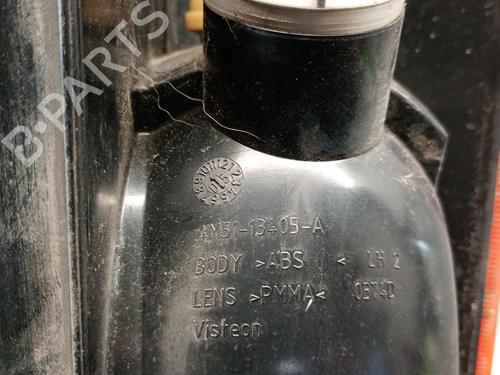 B-PARTS
AM51-13405-A
BODY >ABS < LH 2
LENS >PMMA<
Visteon